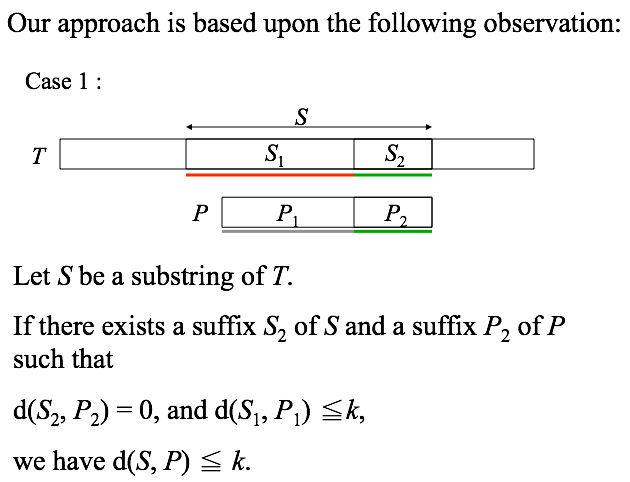 Our approach is based upon the following observation:
Case 1 :
S
T S₁ S₂
P P₁ P₂
Let S be a substring of T.
If there exists a suffix S₂ of S and a suffix P₂ of P
such that
d(S₂, P₂) = 0, and d(S₁, P₁) ≦k,
we have d(S, P) ≦ k.